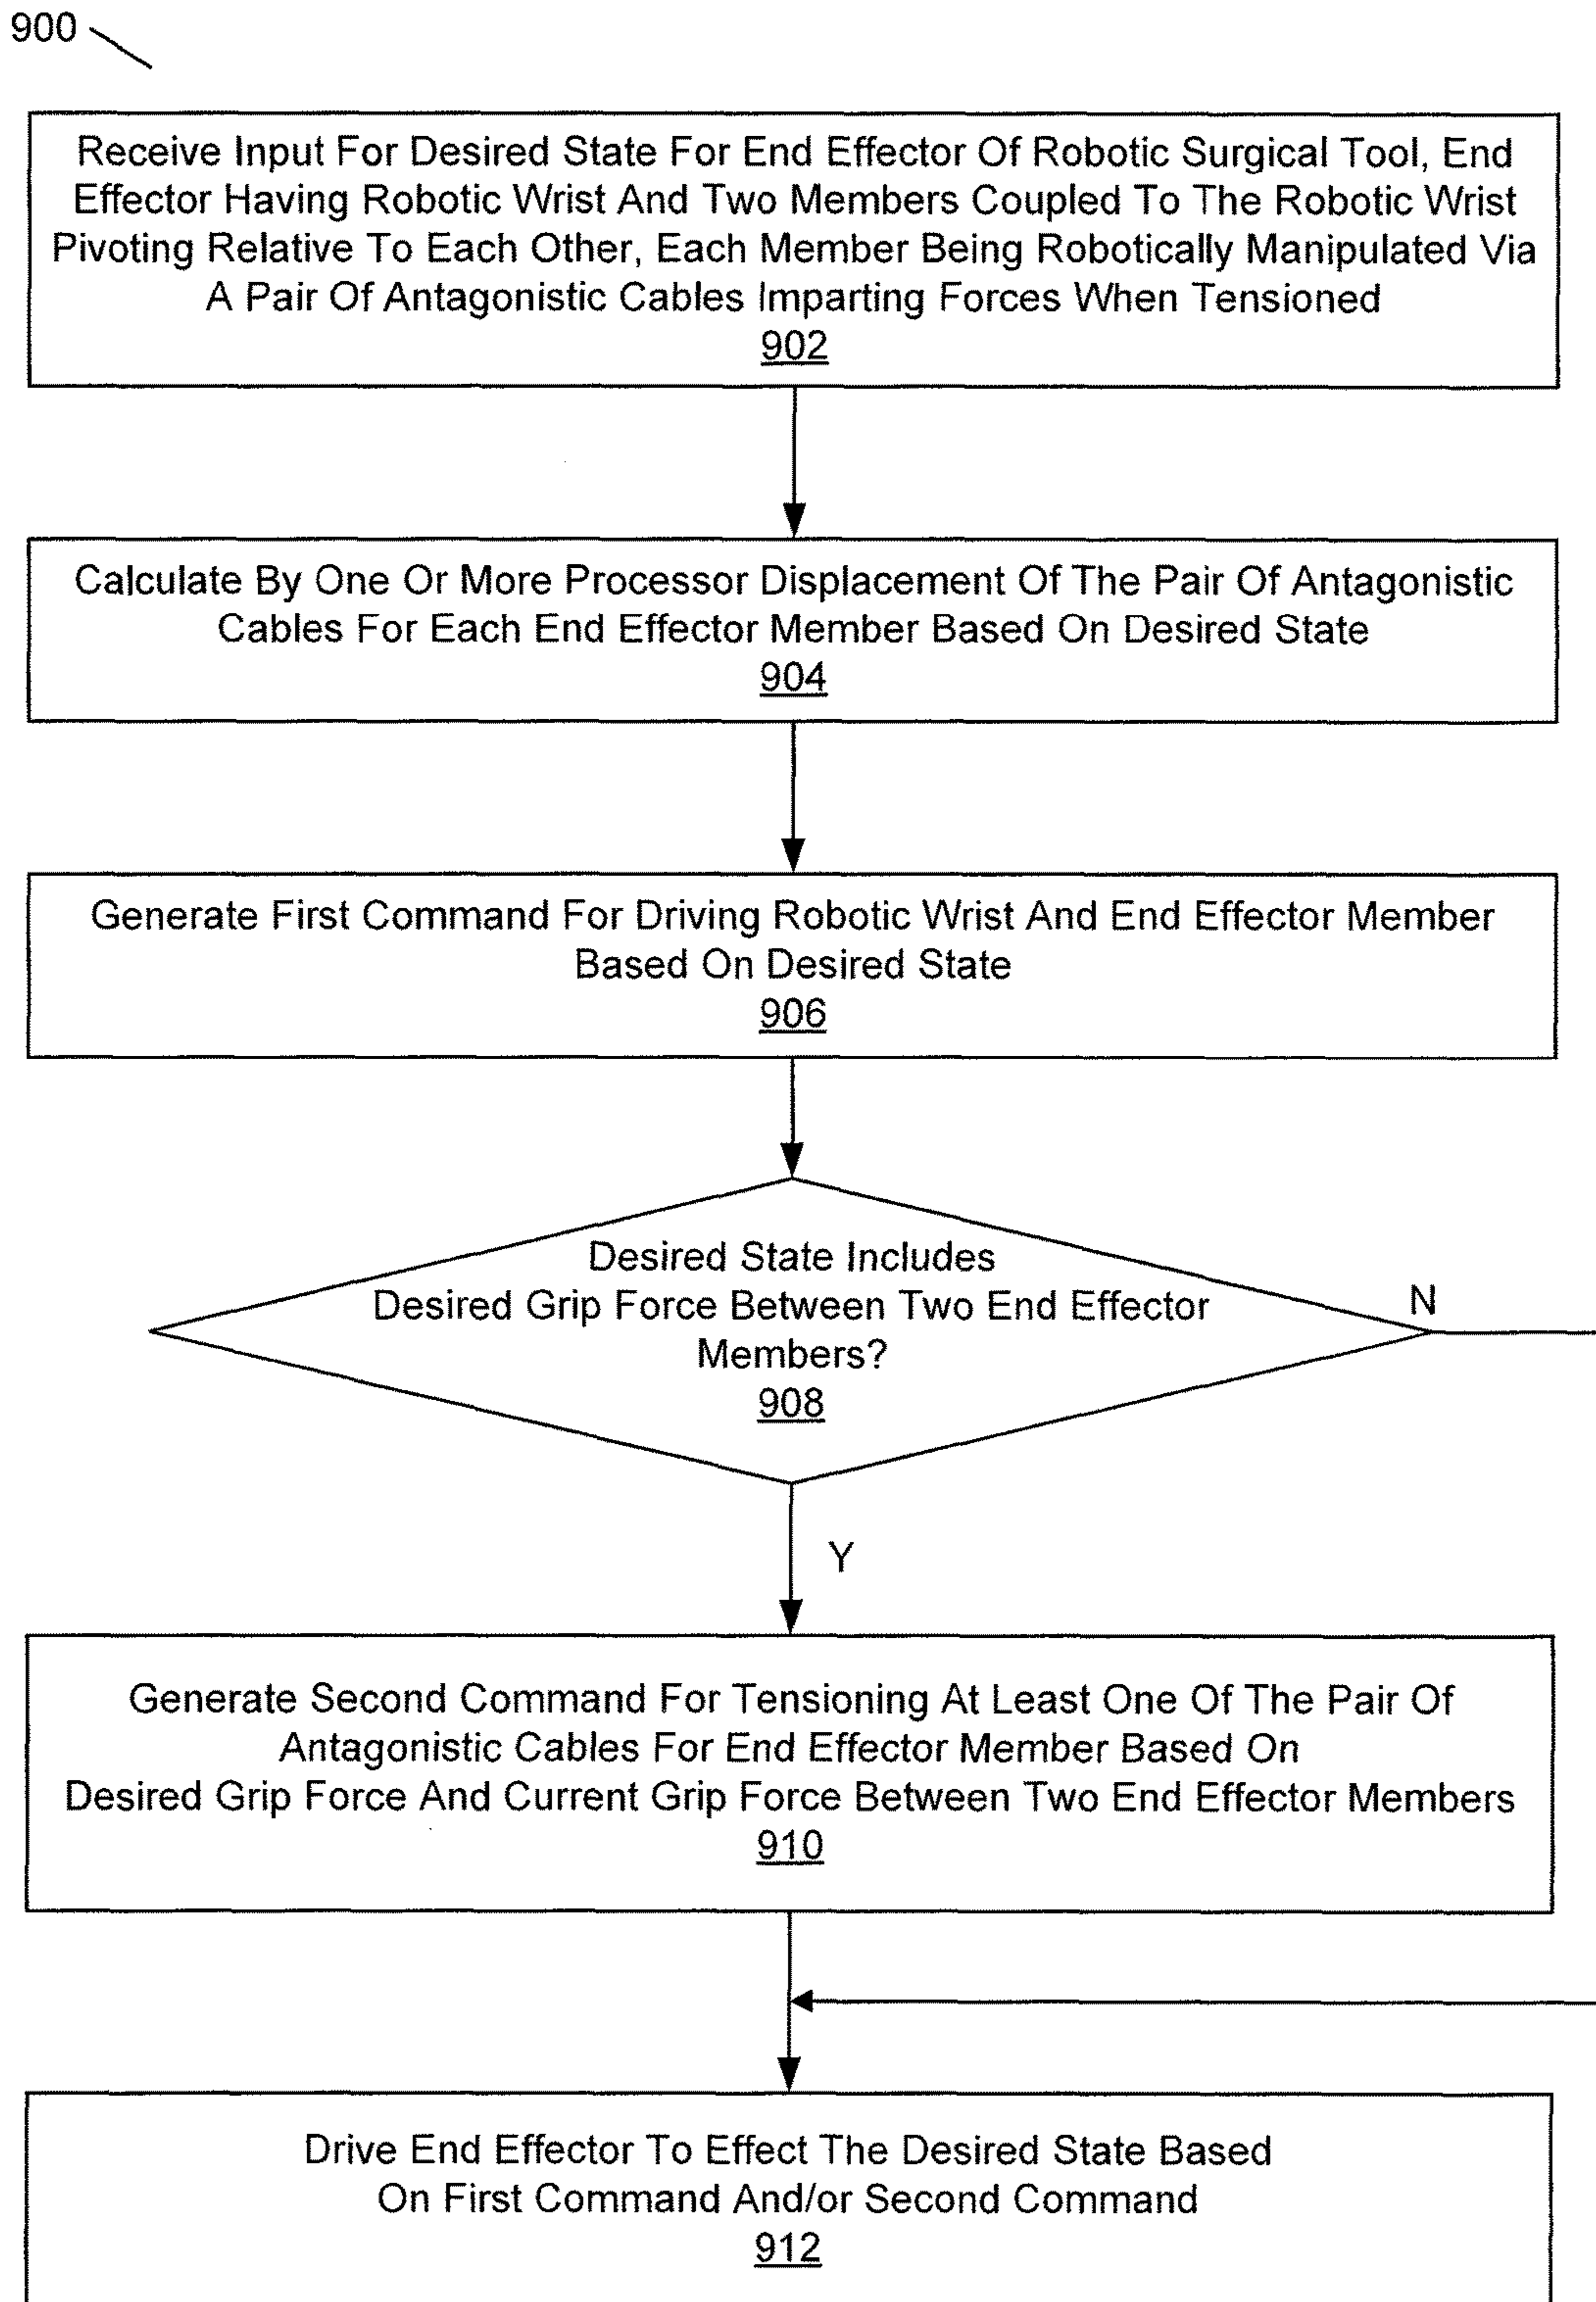 900
Receive Input For Desired State For End Effector Of Robotic Surgical Tool, End
Effector Having Robotic Wrist And Two Members Coupled To The Robotic Wrist
Pivoting Relative To Each Other, Each Member Being Robotically Manipulated Via
A Pair Of Antagonistic Cables Imparting Forces When Tensioned
902
Calculate By One Or More Processor Displacement Of The Pair Of Antagonistic
Cables For Each End Effector Member Based On Desired State
904
Generate First Command For Driving Robotic Wrist And End Effector Member
Based On Desired State
906
Desired State Includes
Desired Grip Force Between Two End Effector
Members?
908
N
Y
Generate Second Command For Tensioning At Least One Of The Pair Of
Antagonistic Cables For End Effector Member Based On
Desired Grip Force And Current Grip Force Between Two End Effector Members
910
Drive End Effector To Effect The Desired State Based
On First Command And/or Second Command
912